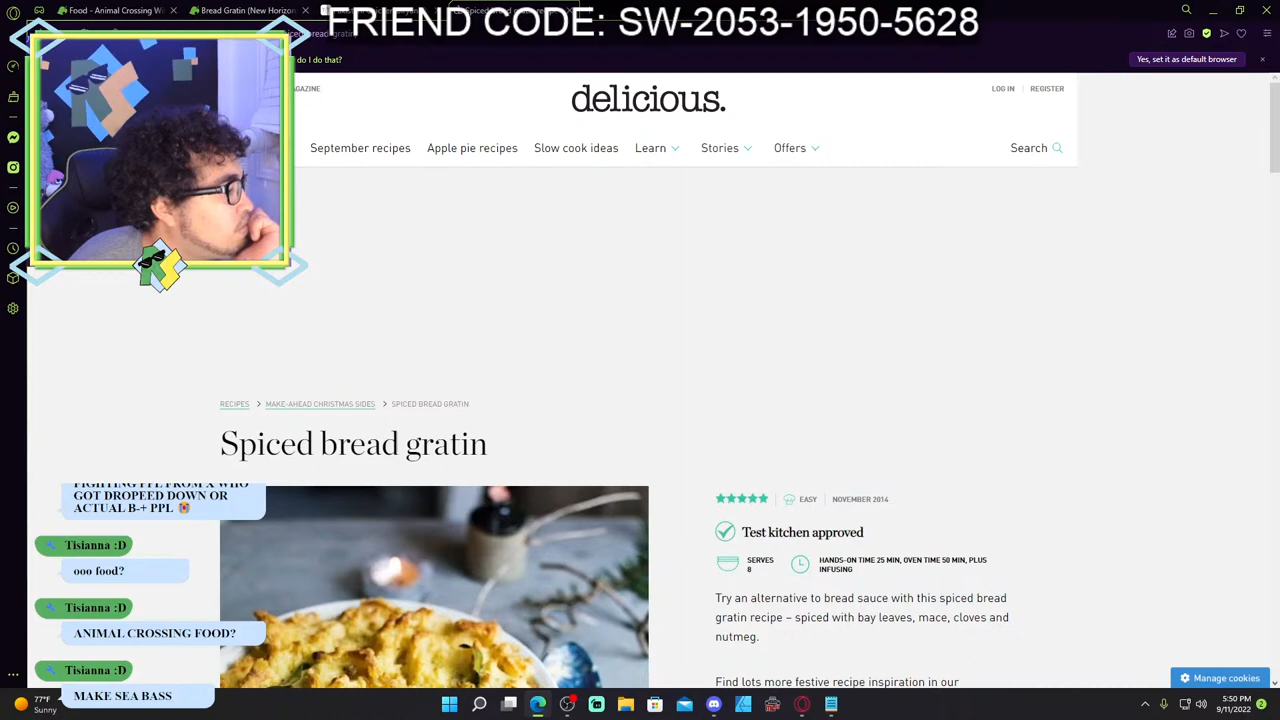 FRIEND CODE: SW-2053-1950-5628
Food - Animal Crossing Wi
Bread gratin (New Horizons)
do I do that?
Yes, set it as default browser
AGAZINE
delicious.
LOG IN
REGISTER
September recipes
Apple pie recipes
Slow cook ideas
Learn
Stories
Offers
Search
RECIPES > MAKE-AHEAD CHRISTMAS SIDES > SPICED BREAD GRATIN
Spiced bread gratin
FIGHTING PPL FROM X WHO
GOT DROPEED DOWN OR
ACTUAL B-+ PPL 😭
Tisianna :D
ooo food?
Tisianna :D
ANIMAL CROSSING FOOD?
Tisianna :D
MAKE SEA BASS
EASY
NOVEMBER 2014
Test kitchen approved
SERVES
8
HANDS-ON TIME 25 MIN, OVEN TIME 50 MIN, PLUS
INFUSING
Try an alternative to bread sauce with this spiced bread
gratin recipe – spiced with bay leaves, mace, cloves and
nutmeg.
Find lots more festive recipe inspiration in our
Manage cookies
77°F
Sunny
5:50 PM
9/11/2022
2